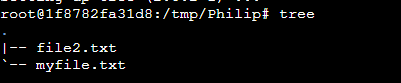 root@1f8782fa31d8:/tmp/Philip# tree
.
|-- file2.txt
`-- myfile.txt